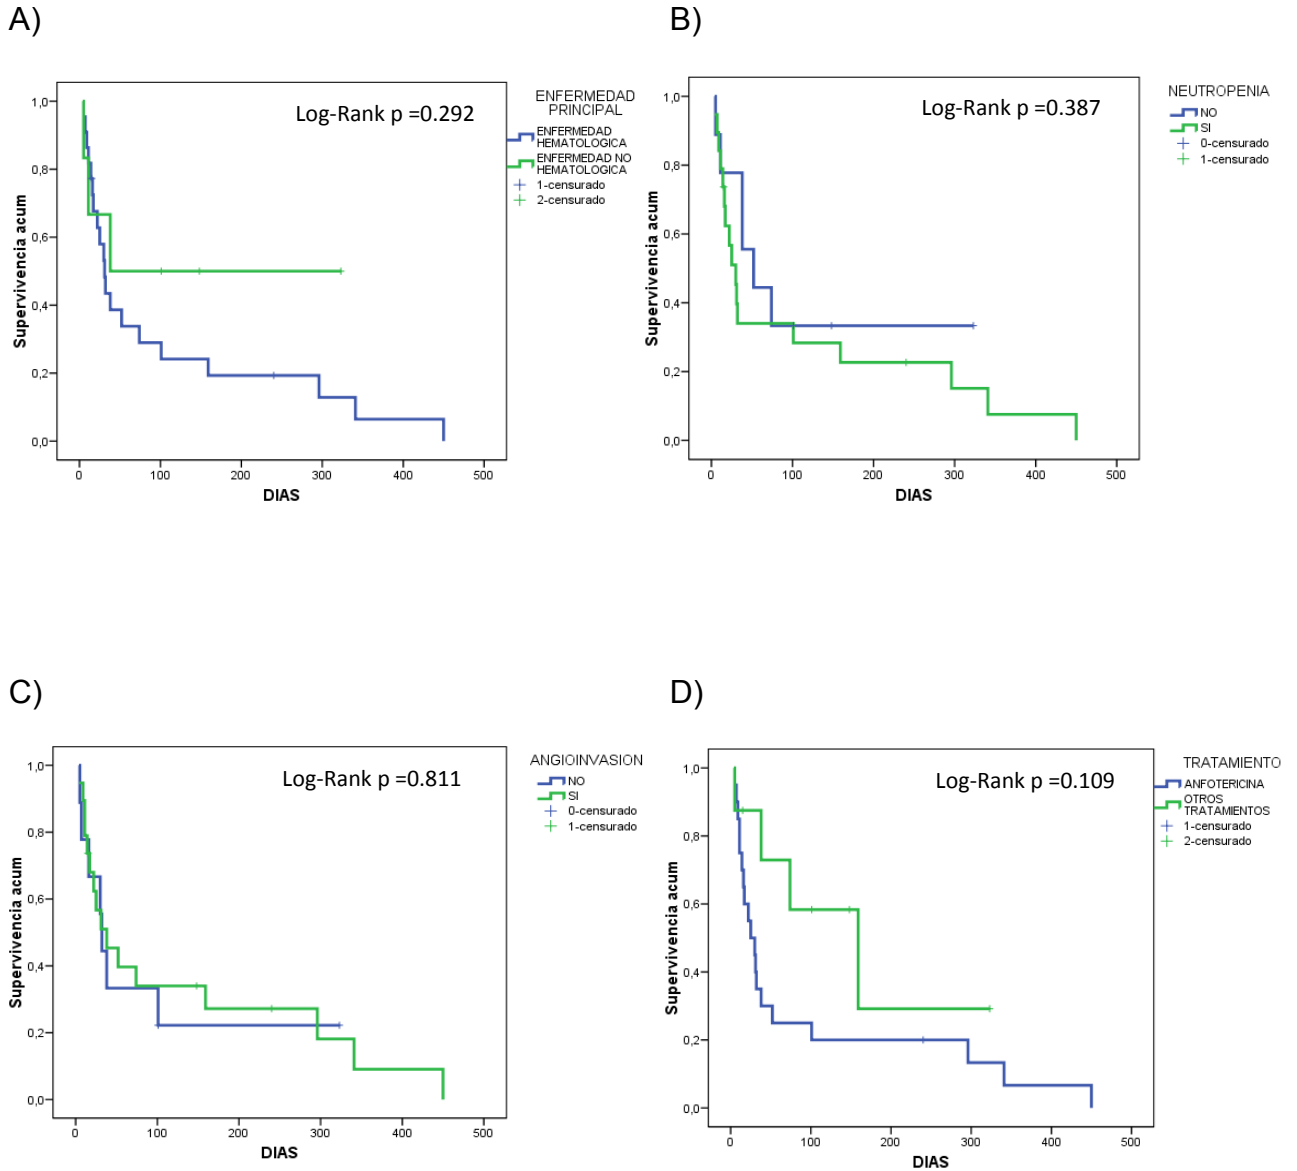 A)
Log-Rank p =0.292
ENFERMEDAD
PRINCIPAL
ENFERMEDAD
HEMATOLOGICA
ENFERMEDAD NO
HEMATOLOGICA
1-censurado
2-censurado
Supervivencia acum
1,0
0,8
0,6
0,4
0,2
0,0
0 100 200 300 400 500
DIAS
B)
Log-Rank p =0.387
NEUTROPENIA
NO
SI
0-censurado
1-censurado
Supervivencia acum
1,0
0,8
0,6
0,4
0,2
0,0
0 100 200 300 400 500
DIAS
C)
Log-Rank p =0.811
ANGIOINVASION
NO
SI
0-censurado
1-censurado
Supervivencia acum
1,0
0,8
0,6
0,4
0,2
0,0
0 100 200 300 400 500
DIAS
D)
Log-Rank p =0.109
TRATAMIENTO
ANFOTERICINA
OTROS
TRATAMIENTOS
1-censurado
2-censurado
Supervivencia acum
1,0
0,8
0,6
0,4
0,2
0,0
0 100 200 300 400 500
DIAS